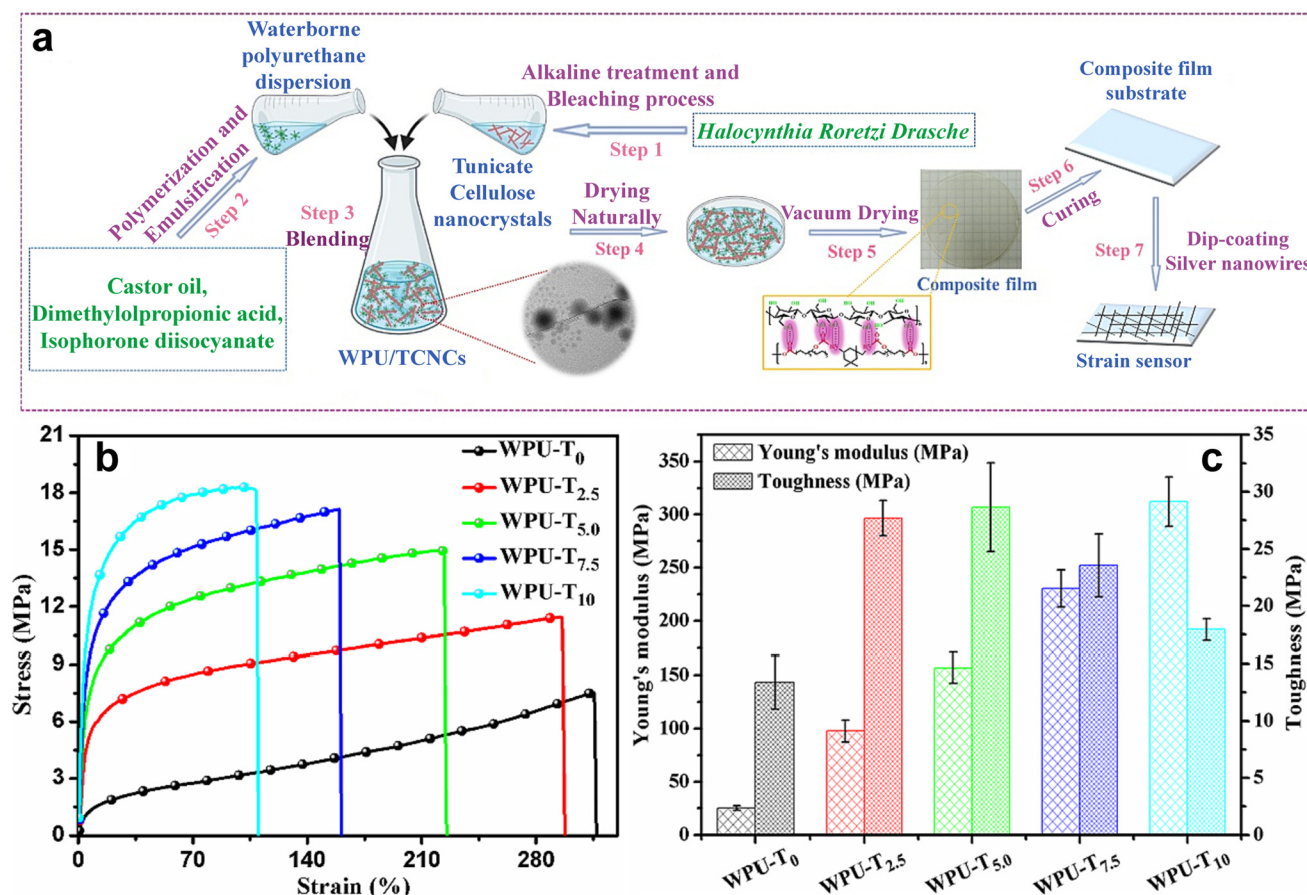 a
Waterborne
polyurethane
dispersion
Alkaline treatment and
Bleaching process
Composite film
substrate
Halocynthia Roretzi Drasche
Step 1
Polymerization and
Emulsification
Step 2
Tunicate
Cellulose
nanocrystals
Step 3
Blending
Drying
Naturally
Step 4
Vacuum Drying
Step 5
Step 6
Curing
Step 7
Dip-coating
Silver nanowires
Castor oil,
Dimethylolpropionic acid,
Isophorone diisocyanate
WPU/TCNCs
Composite film
Strain sensor
b
21
18
15
12
9
6
3
0
Stress (MPa)
0 70 140 210 280
Strain (%)
WPU-T0
WPU-T2.5
WPU-T5.0
WPU-T7.5
WPU-T10
c
Young's modulus (MPa)
Toughness (MPa)
350
300
250
200
150
100
50
0
Young's modulus (MPa)
35
30
25
20
15
10
5
0
Toughness (MPa)
WPU-T0 WPU-T2.5 WPU-T5.0 WPU-T7.5 WPU-T10